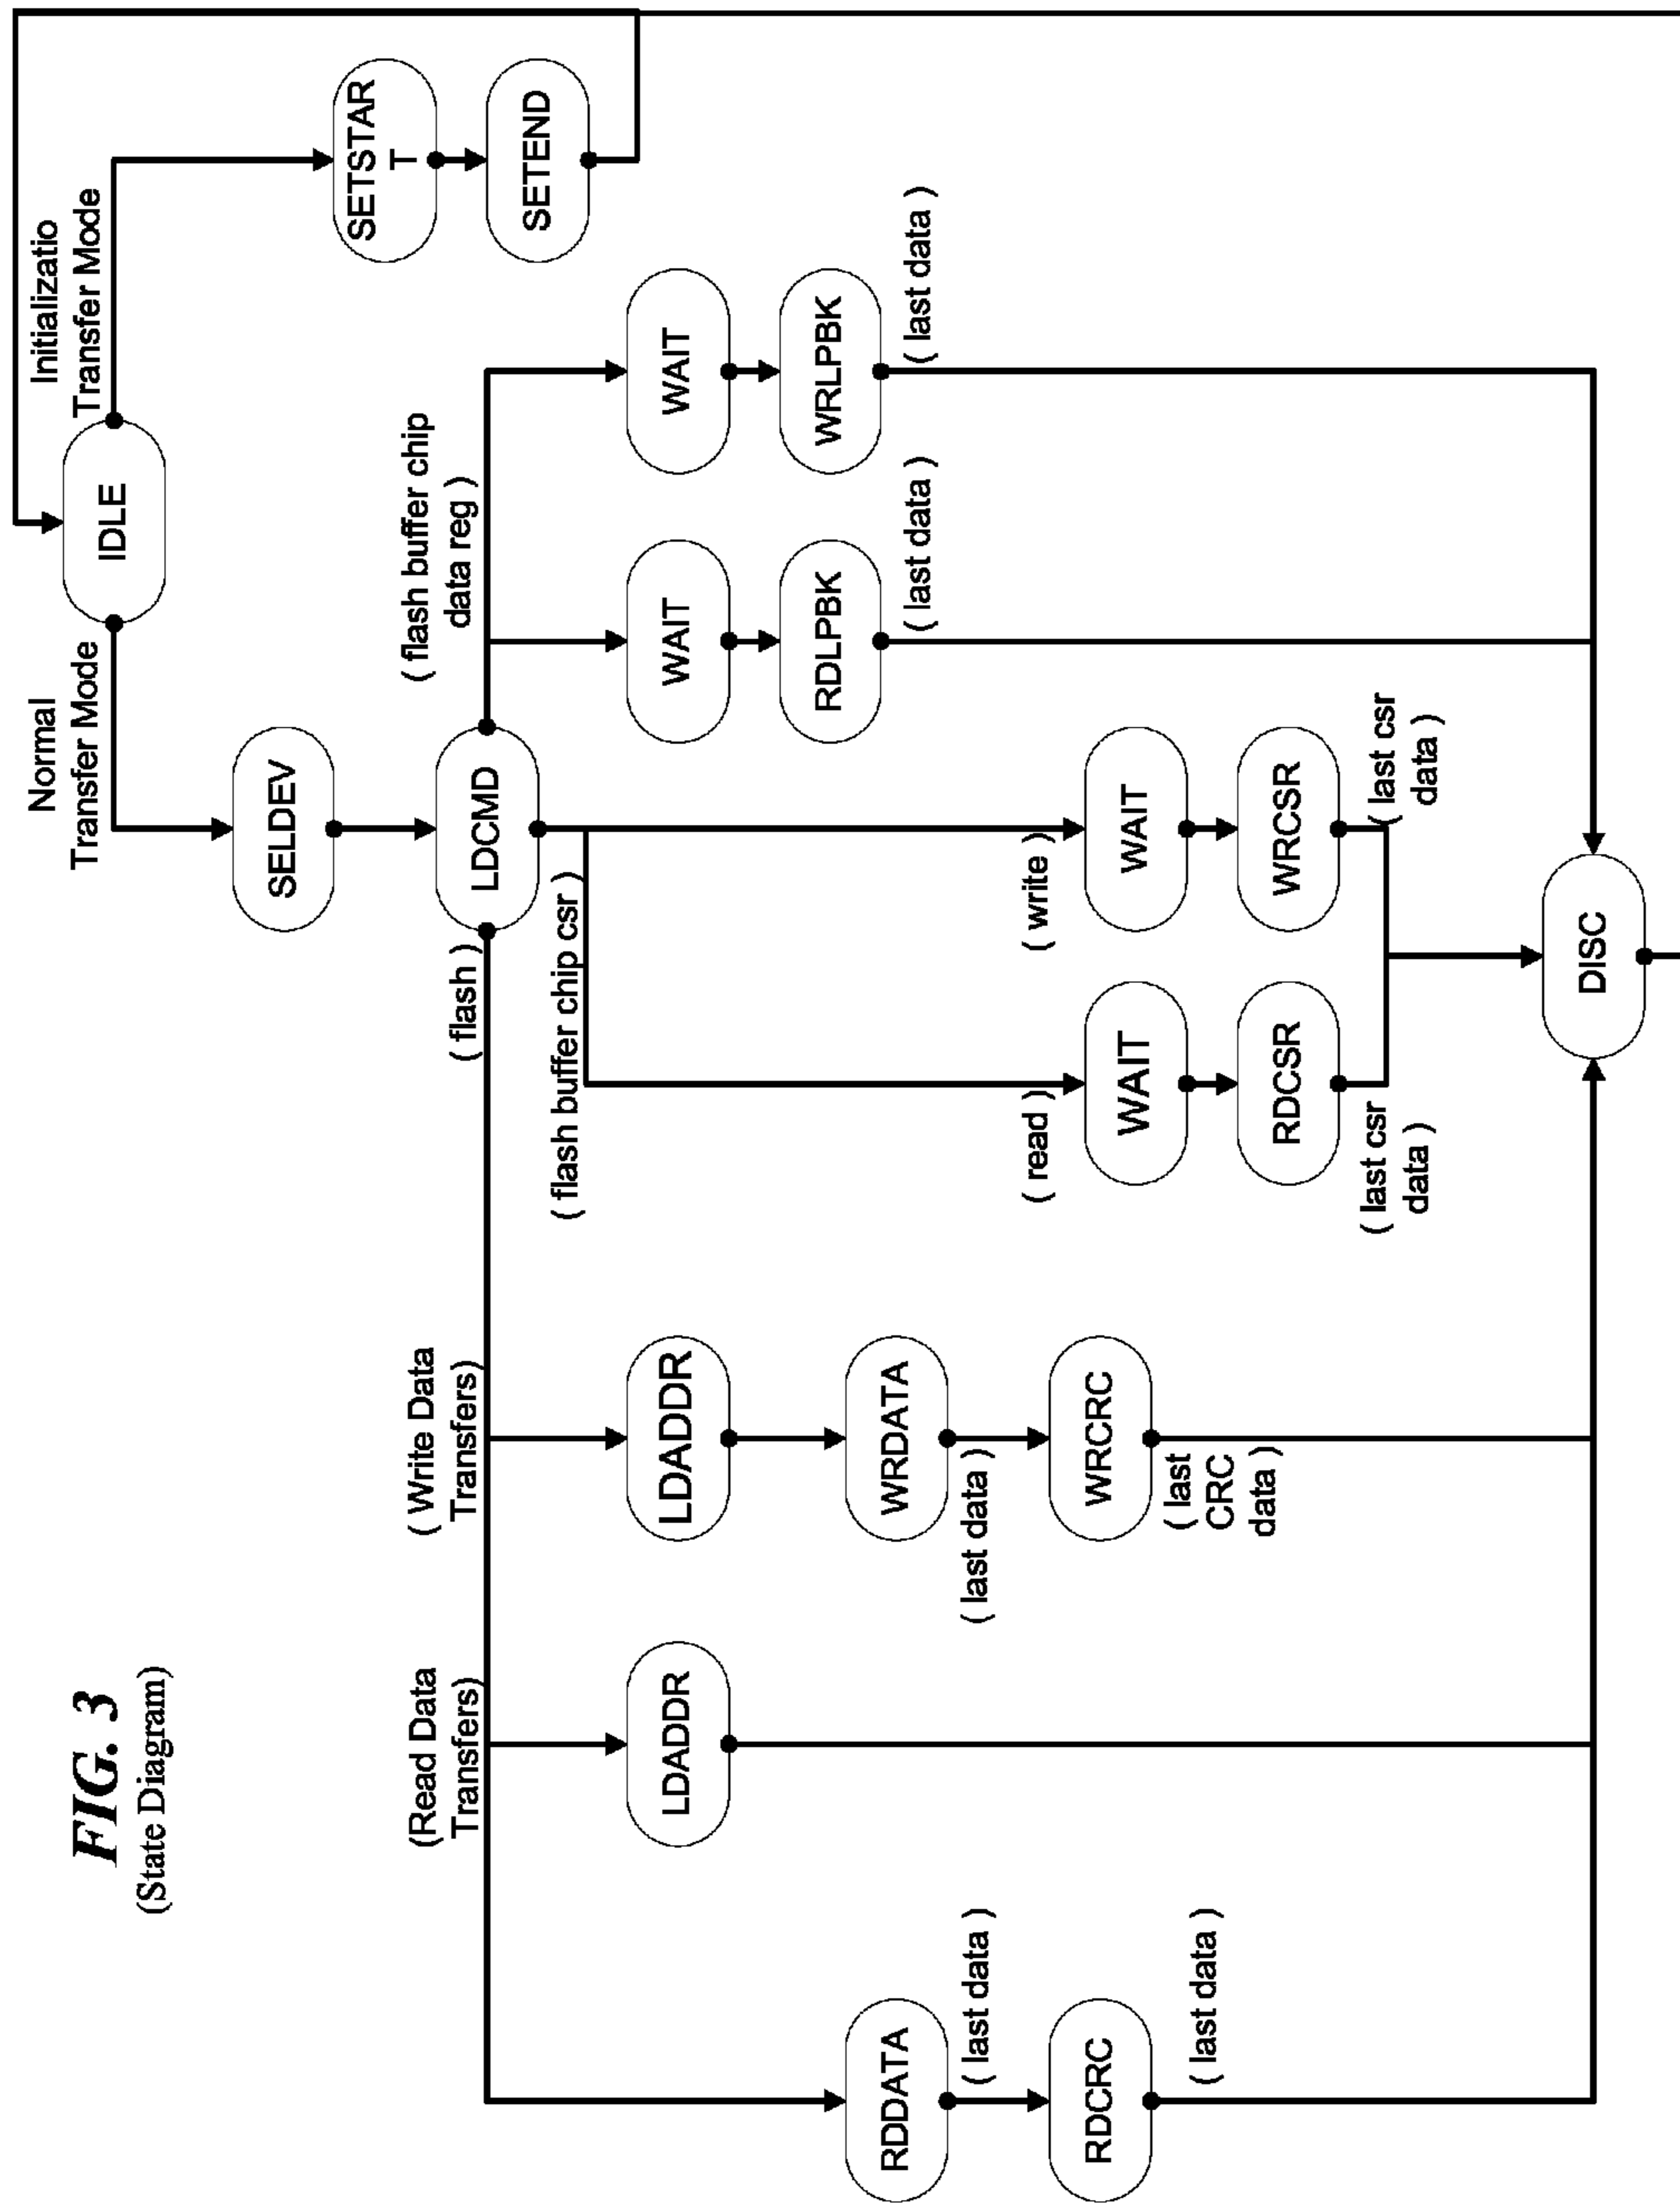 FIG. 3
(State Diagram)
Normal
Transfer Mode
IDLE
Initializatio
Transfer Mode
SELDEV
SETSTAR
T
LDCMD
SETEND
( flash )
( flash buffer chip csr )
( flash buffer chip
data reg )
(Read Data
Transfers)
( Write Data
Transfers )
LDADDR
LDADDR
WAIT
WAIT
RDDATA
WRDATA
RDLPBK
WRLPBK
( last data )
( last data )
( last data )
( last data )
( read )
( write )
RDCRC
WRCRC
WAIT
WAIT
( last data )
( last
CRC
data )
RDCSR
WRCSR
( last csr
data )
( last csr
data )
DISC